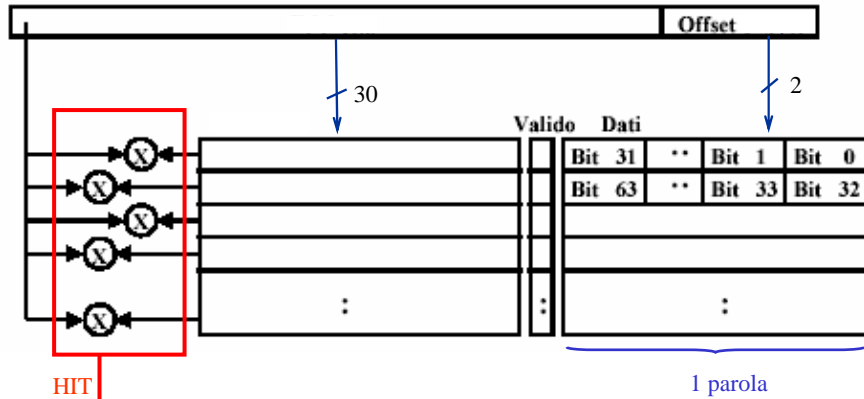 Offset
30
2
Valido Dati
X
Bit 31 ·· Bit 1 Bit 0
X
Bit 63 ·· Bit 33 Bit 32
X
X
X
:
:
:
HIT
1 parola